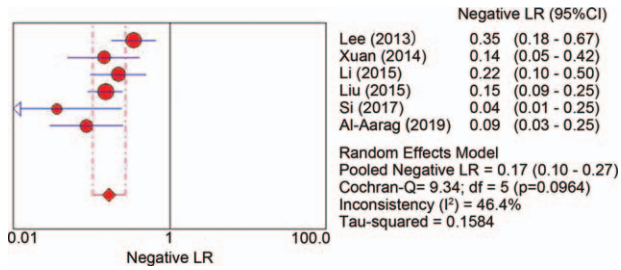 Negative LR (95%CI)
Lee (2013) 0.35 (0.18 - 0.67)
Xuan (2014) 0.14 (0.05 - 0.42)
Li (2015) 0.22 (0.10 - 0.50)
Liu (2015) 0.15 (0.09 - 0.25)
Si (2017) 0.04 (0.01 - 0.25)
Al-Aarag (2019) 0.09 (0.03 - 0.25)
Random Effects Model
Pooled Negative LR = 0.17 (0.10 - 0.27)
Cochran-Q= 9.34; df = 5 (p=0.0964)
Inconsistency (I²) = 46.4%
Tau-squared = 0.1584
0.01 1 100.0
Negative LR